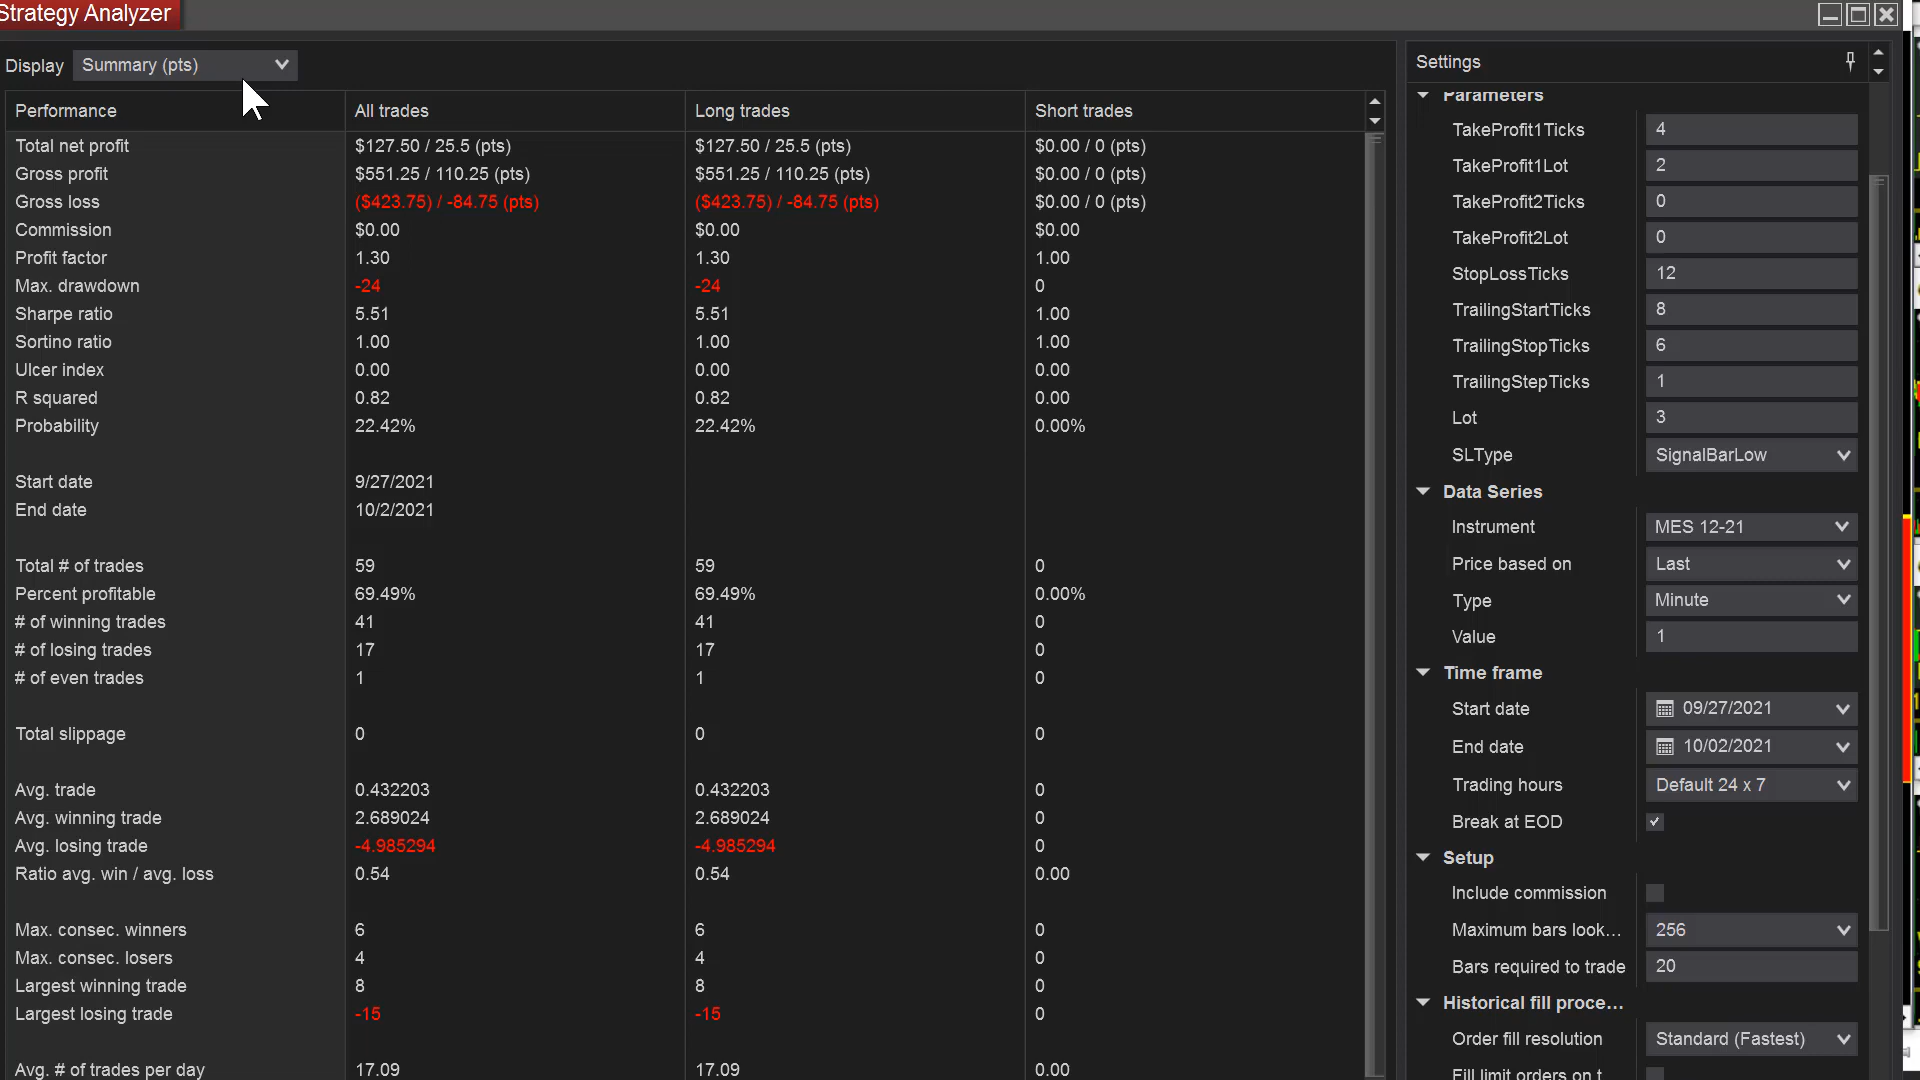 Strategy Analyzer
Display Summary (pts)
Performance All trades Long trades Short trades
Total net profit $127.50 / 25.5 (pts) $127.50 / 25.5 (pts) $0.00 / 0 (pts)
Gross profit $551.25 / 110.25 (pts) $551.25 / 110.25 (pts) $0.00 / 0 (pts)
Gross loss ($423.75) / -84.75 (pts) ($423.75) / -84.75 (pts) $0.00 / 0 (pts)
Commission $0.00 $0.00 $0.00
Profit factor 1.30 1.30 1.00
Max. drawdown -24 -24 0
Sharpe ratio 5.51 5.51 1.00
Sortino ratio 1.00 1.00 1.00
Ulcer index 0.00 0.00 0.00
R squared 0.82 0.82 0.00
Probability 22.42% 22.42% 0.00%
Start date 9/27/2021
End date 10/2/2021
Total # of trades 59 59 0
Percent profitable 69.49% 69.49% 0.00%
# of winning trades 41 41 0
# of losing trades 17 17 0
# of even trades 1 1 0
Total slippage 0 0 0
Avg. trade 0.432203 0.432203 0
Avg. winning trade 2.689024 2.689024 0
Avg. losing trade -4.985294 -4.985294 0
Ratio avg. win / avg. loss 0.54 0.54 0.00
Max. consec. winners 6 6 0
Max. consec. losers 4 4 0
Largest winning trade 8 8 0
Largest losing trade -15 -15 0
Avg. # of trades per day 17.09 17.09 0.00
Settings
Parameters
TakeProfit1Ticks 4
TakeProfit1Lot 2
TakeProfit2Ticks 0
TakeProfit2Lot 0
StopLossTicks 12
TrailingStartTicks 8
TrailingStopTicks 6
TrailingStepTicks 1
Lot 3
SLType SignalBarLow
Data Series
Instrument MES 12-21
Price based on Last
Type Minute
Value 1
Time frame
Start date 09/27/2021
End date 10/02/2021
Trading hours Default 24 x 7
Break at EOD
Setup
Include commission
Maximum bars look... 256
Bars required to trade 20
Historical fill proce...
Order fill resolution Standard (Fastest)
Fill limit orders on t...